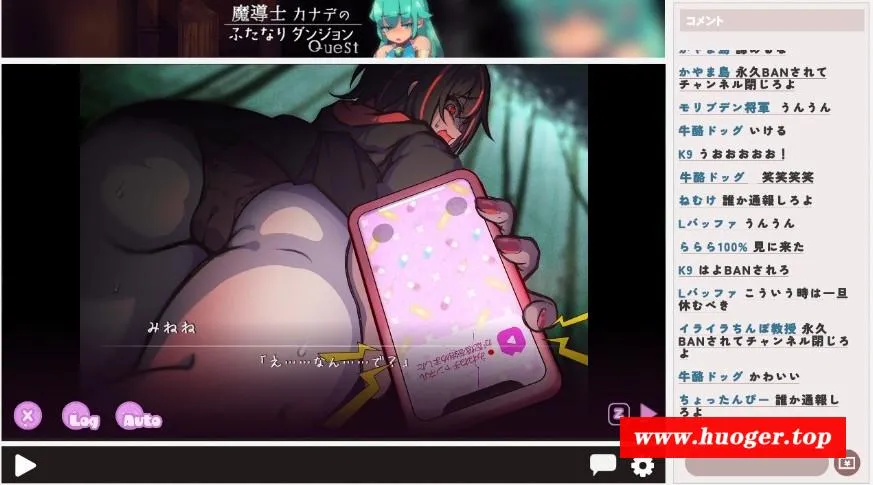 魔導士 カナデの
ふたなり ダンジョン
QueSt
みねね
「え……なん……で？」
X
Log
Auto
Z
コメント
かやま島 永久BANされて
チャンネル閉じろよ
モリブデン将軍 うんうん
牛酪ドッグ いける
K9 うおおおおお！
牛酪ドッグ 笑笑笑笑
ねむけ 誰か通報しろよ
Lバッファ うんうん
ららら100% 見に来た
K9 はよBANされろ
Lバッファ こういう時は一旦
休むべき
イライラちんぽ教授 永久
BANされてチャンネル閉じろ
よ
牛酪ドッグ かわいい
ちょったんぴー 誰か通報し
ろよ
www.huoger.top